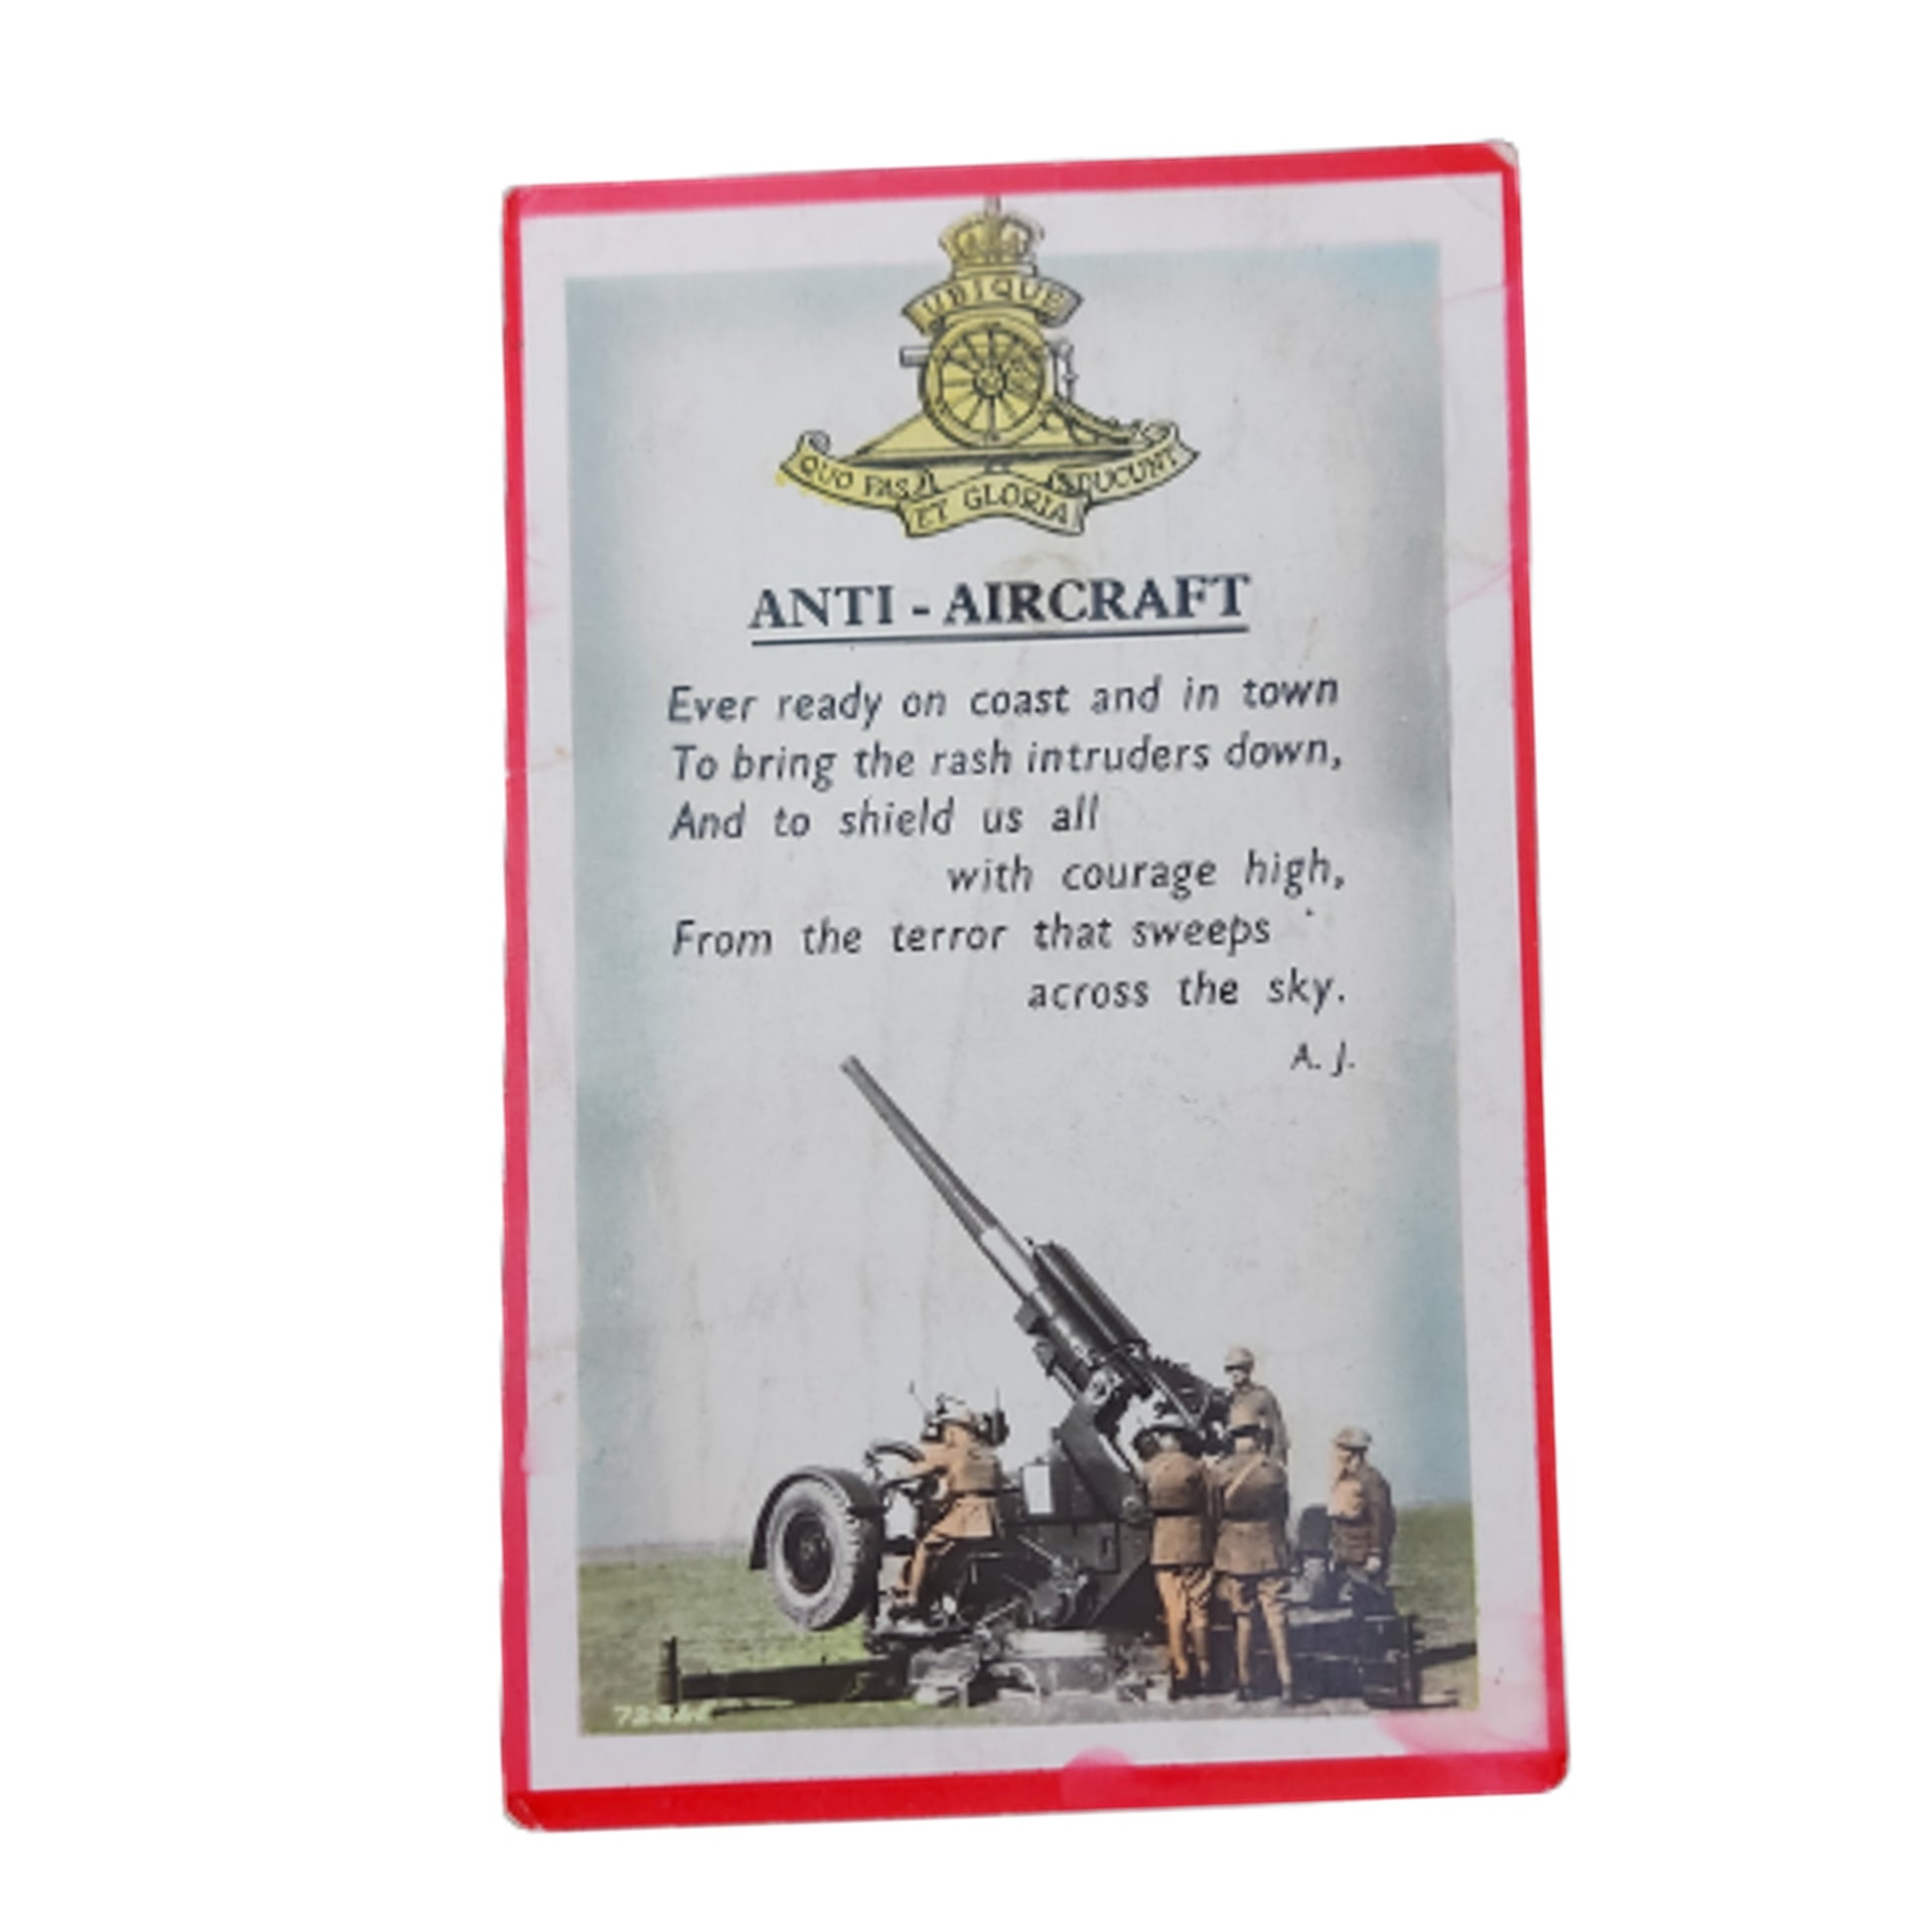 UBIQUE
QUO FAS ET GLORIA DUCUNT
ANTI - AIRCRAFT
Ever ready on coast and in town
To bring the rash intruders down,
And to shield us all
with courage high,
From the terror that sweeps
across the sky.
A. J.